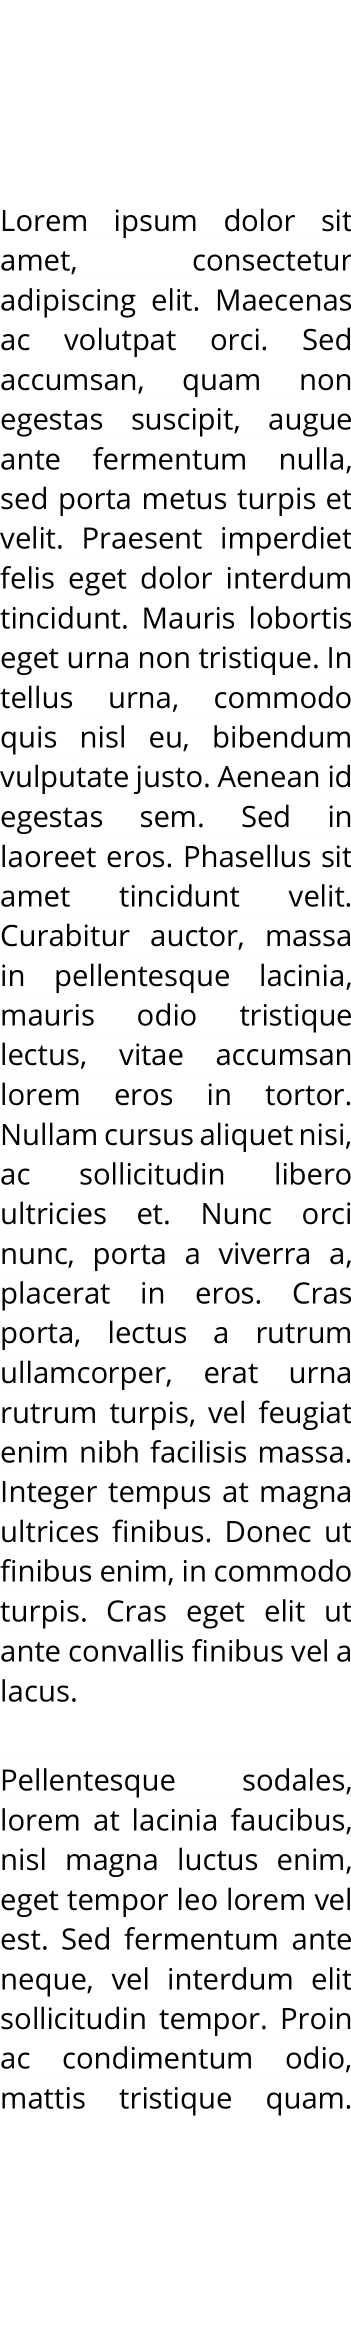 Lorem ipsum dolor sit
amet, consectetur
adipiscing elit. Maecenas
ac volutpat orci. Sed
accumsan, quam non
egestas suscipit, augue
ante fermentum nulla,
sed porta metus turpis et
velit. Praesent imperdiet
felis eget dolor interdum
tincidunt. Mauris lobortis
eget urna non tristique. In
tellus urna, commodo
quis nisl eu, bibendum
vulputate justo. Aenean id
egestas sem. Sed in
laoreet eros. Phasellus sit
amet tincidunt velit.
Curabitur auctor, massa
in pellentesque lacinia,
mauris odio tristique
lectus, vitae accumsan
lorem eros in tortor.
Nullam cursus aliquet nisi,
ac sollicitudin libero
ultricies et. Nunc orci
nunc, porta a viverra a,
placerat in eros. Cras
porta, lectus a rutrum
ullamcorper, erat urna
rutrum turpis, vel feugiat
enim nibh facilisis massa.
Integer tempus at magna
ultrices finibus. Donec ut
finibus enim, in commodo
turpis. Cras eget elit ut
ante convallis finibus vel a
lacus.

Pellentesque sodales,
lorem at lacinia faucibus,
nisl magna luctus enim,
eget tempor leo lorem vel
est. Sed fermentum ante
neque, vel interdum elit
sollicitudin tempor. Proin
ac condimentum odio,
mattis tristique quam.